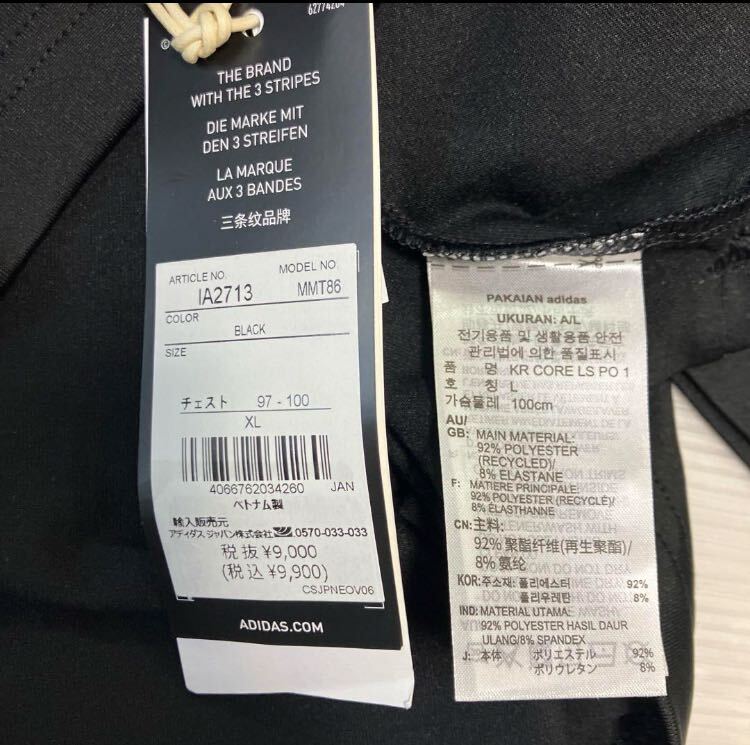 62774204
©
THE BRAND
WITH THE 3 STRIPES
DIE MARKE MIT
DEN 3 STREIFEN
LA MARQUE
AUX 3 BANDES
三条纹品牌
ARTICLE NO. MODEL NO.
IA2713 MMT86
COLOR
BLACK
SIZE
チェスト 97 - 100
XL
4066762034260 JAN
ベトナム製
輸入販売元
アディダス ジャパン株式会社 0570-033-033
税抜¥9,000
(税込¥9,900)
CSJPNEOV06
ADIDAS.COM
PAKAIAN adidas
UKURAN: A/L
전기용품 및 생활용품 안전
관리법에 의한 품질표시
품 명 KR CORE LS PO 1
호 칭 L
가슴둘레 100cm
AU/
GB: MAIN MATERIAL:
92% POLYESTER
(RECYCLED)/
8% ELASTANE
F: MATIERE PRINCIPALE:
92% POLYESTER (RECYCLÉ)/
8% ÉLASTHANNE
CN: 主料:
92% 聚酯纤维(再生聚酯)/
8% 氨纶
KOR: 주소재: 폴리에스터 92%
폴리우레탄 8%
IND: MATERIAL UTAMA:
92% POLYESTER HASIL DAUR
ULANG/8% SPANDEX
J: 本体 ポリエステル 92%
ポリウレタン 8%